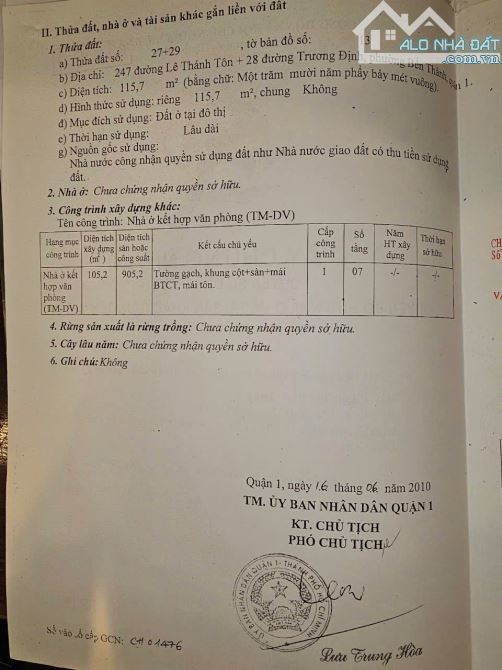 ALO NHÀ ĐẤT
.com.vn
II. Thửa đất, nhà ở và tài sản khác gắn liền với đất
1. Thửa đất:
a) Thửa đất số: 27+29 , tờ bản đồ số: 3
b) Địa chỉ: 247 đường Lê Thánh Tôn + 28 đường Trương Định, phường Bến Thành, quận 1.
c) Diện tích: 115,7 m² (bằng chữ: Một trăm mười năm phẩy bảy mét vuông).
d) Hình thức sử dụng: riêng 115,7 m², chung Không
đ) Mục đích sử dụng: Đất ở tại đô thị
e) Thời hạn sử dụng: Lâu dài
g) Nguồn gốc sử dụng:
Nhà nước công nhận quyền sử dụng đất như Nhà nước giao đất có thu tiền sử dụng
đất.
2. Nhà ở: Chưa chứng nhận quyền sở hữu.
3. Công trình xây dựng khác:
Tên công trình: Nhà ở kết hợp văn phòng (TM-DV)
Hạng mục công trình | Diện tích xây dựng (m²) | Diện tích sàn hoặc công suất | Kết cấu chủ yếu | Cấp công trình | Số tầng | Năm HT xây dựng | Thời hạn sở hữu
Nhà ở kết hợp văn phòng (TM-DV) | 105,2 | 905,2 | Tường gạch, khung cột+sàn+mái BTCT, mái tôn. | 1 | 07 | -/- | -/-
4. Rừng sản xuất là rừng trồng: Chưa chứng nhận quyền sở hữu.
5. Cây lâu năm: Chưa chứng nhận quyền sở hữu.
6. Ghi chú: Không
Quận 1, ngày 16 tháng 06 năm 2010
TM. ỦY BAN NHÂN DÂN QUẬN 1
KT. CHỦ TỊCH
PHÓ CHỦ TỊCH
ỦY BAN NHÂN DÂN QUẬN 1 - THÀNH PHỐ HỒ CHÍ MINH
Lưu Trung Hòa
Số vào sổ cấp GCN: CH 01476